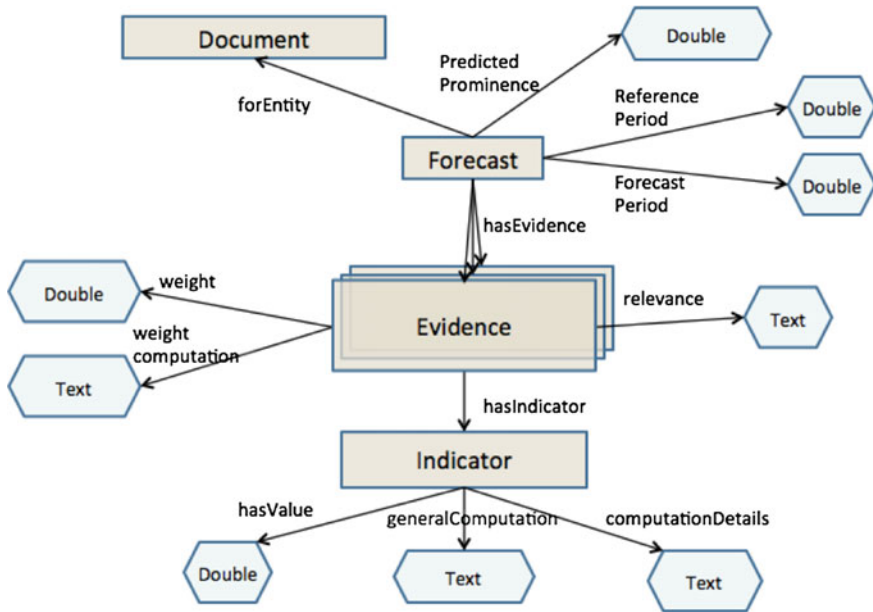 Document
Double
Predicted
Prominence
forEntity
Reference
Period
Double
Forecast
Forecast
Period
Double
hasEvidence
weight
Double
Evidence
relevance
Text
weight
computation
Text
hasIndicator
Indicator
hasValue
generalComputation
computationDetails
Double
Text
Text